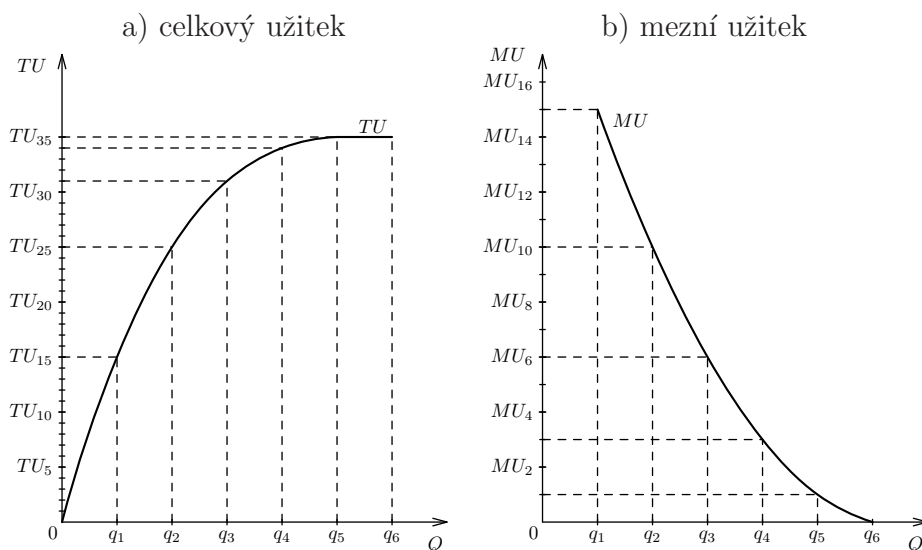 a) celkový užitek
TU
TU35
TU
TU30
TU25
TU20
TU15
TU10
TU5
0
q1 q2 q3 q4 q5 q6 Q
b) mezní užitek
MU
MU16
MU14
MU
MU12
MU10
MU8
MU6
MU4
MU2
0
q1 q2 q3 q4 q5 q6 Q